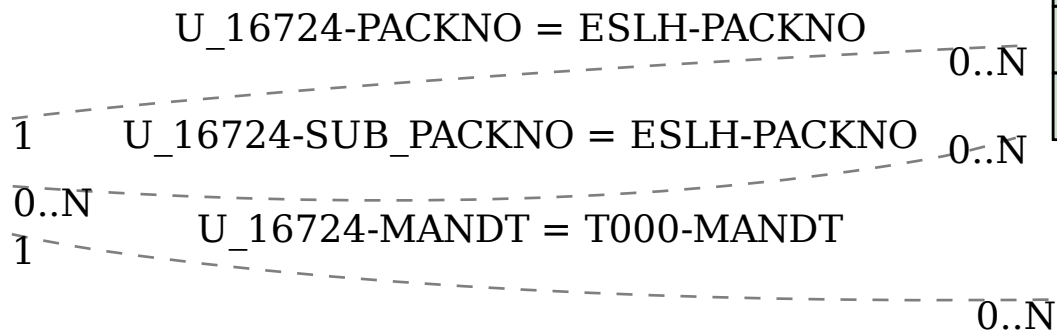 U_16724-PACKNO = ESLH-PACKNO
0..N
1
U_16724-SUB_PACKNO = ESLH-PACKNO
0..N
0..N
U_16724-MANDT = T000-MANDT
1
0..N